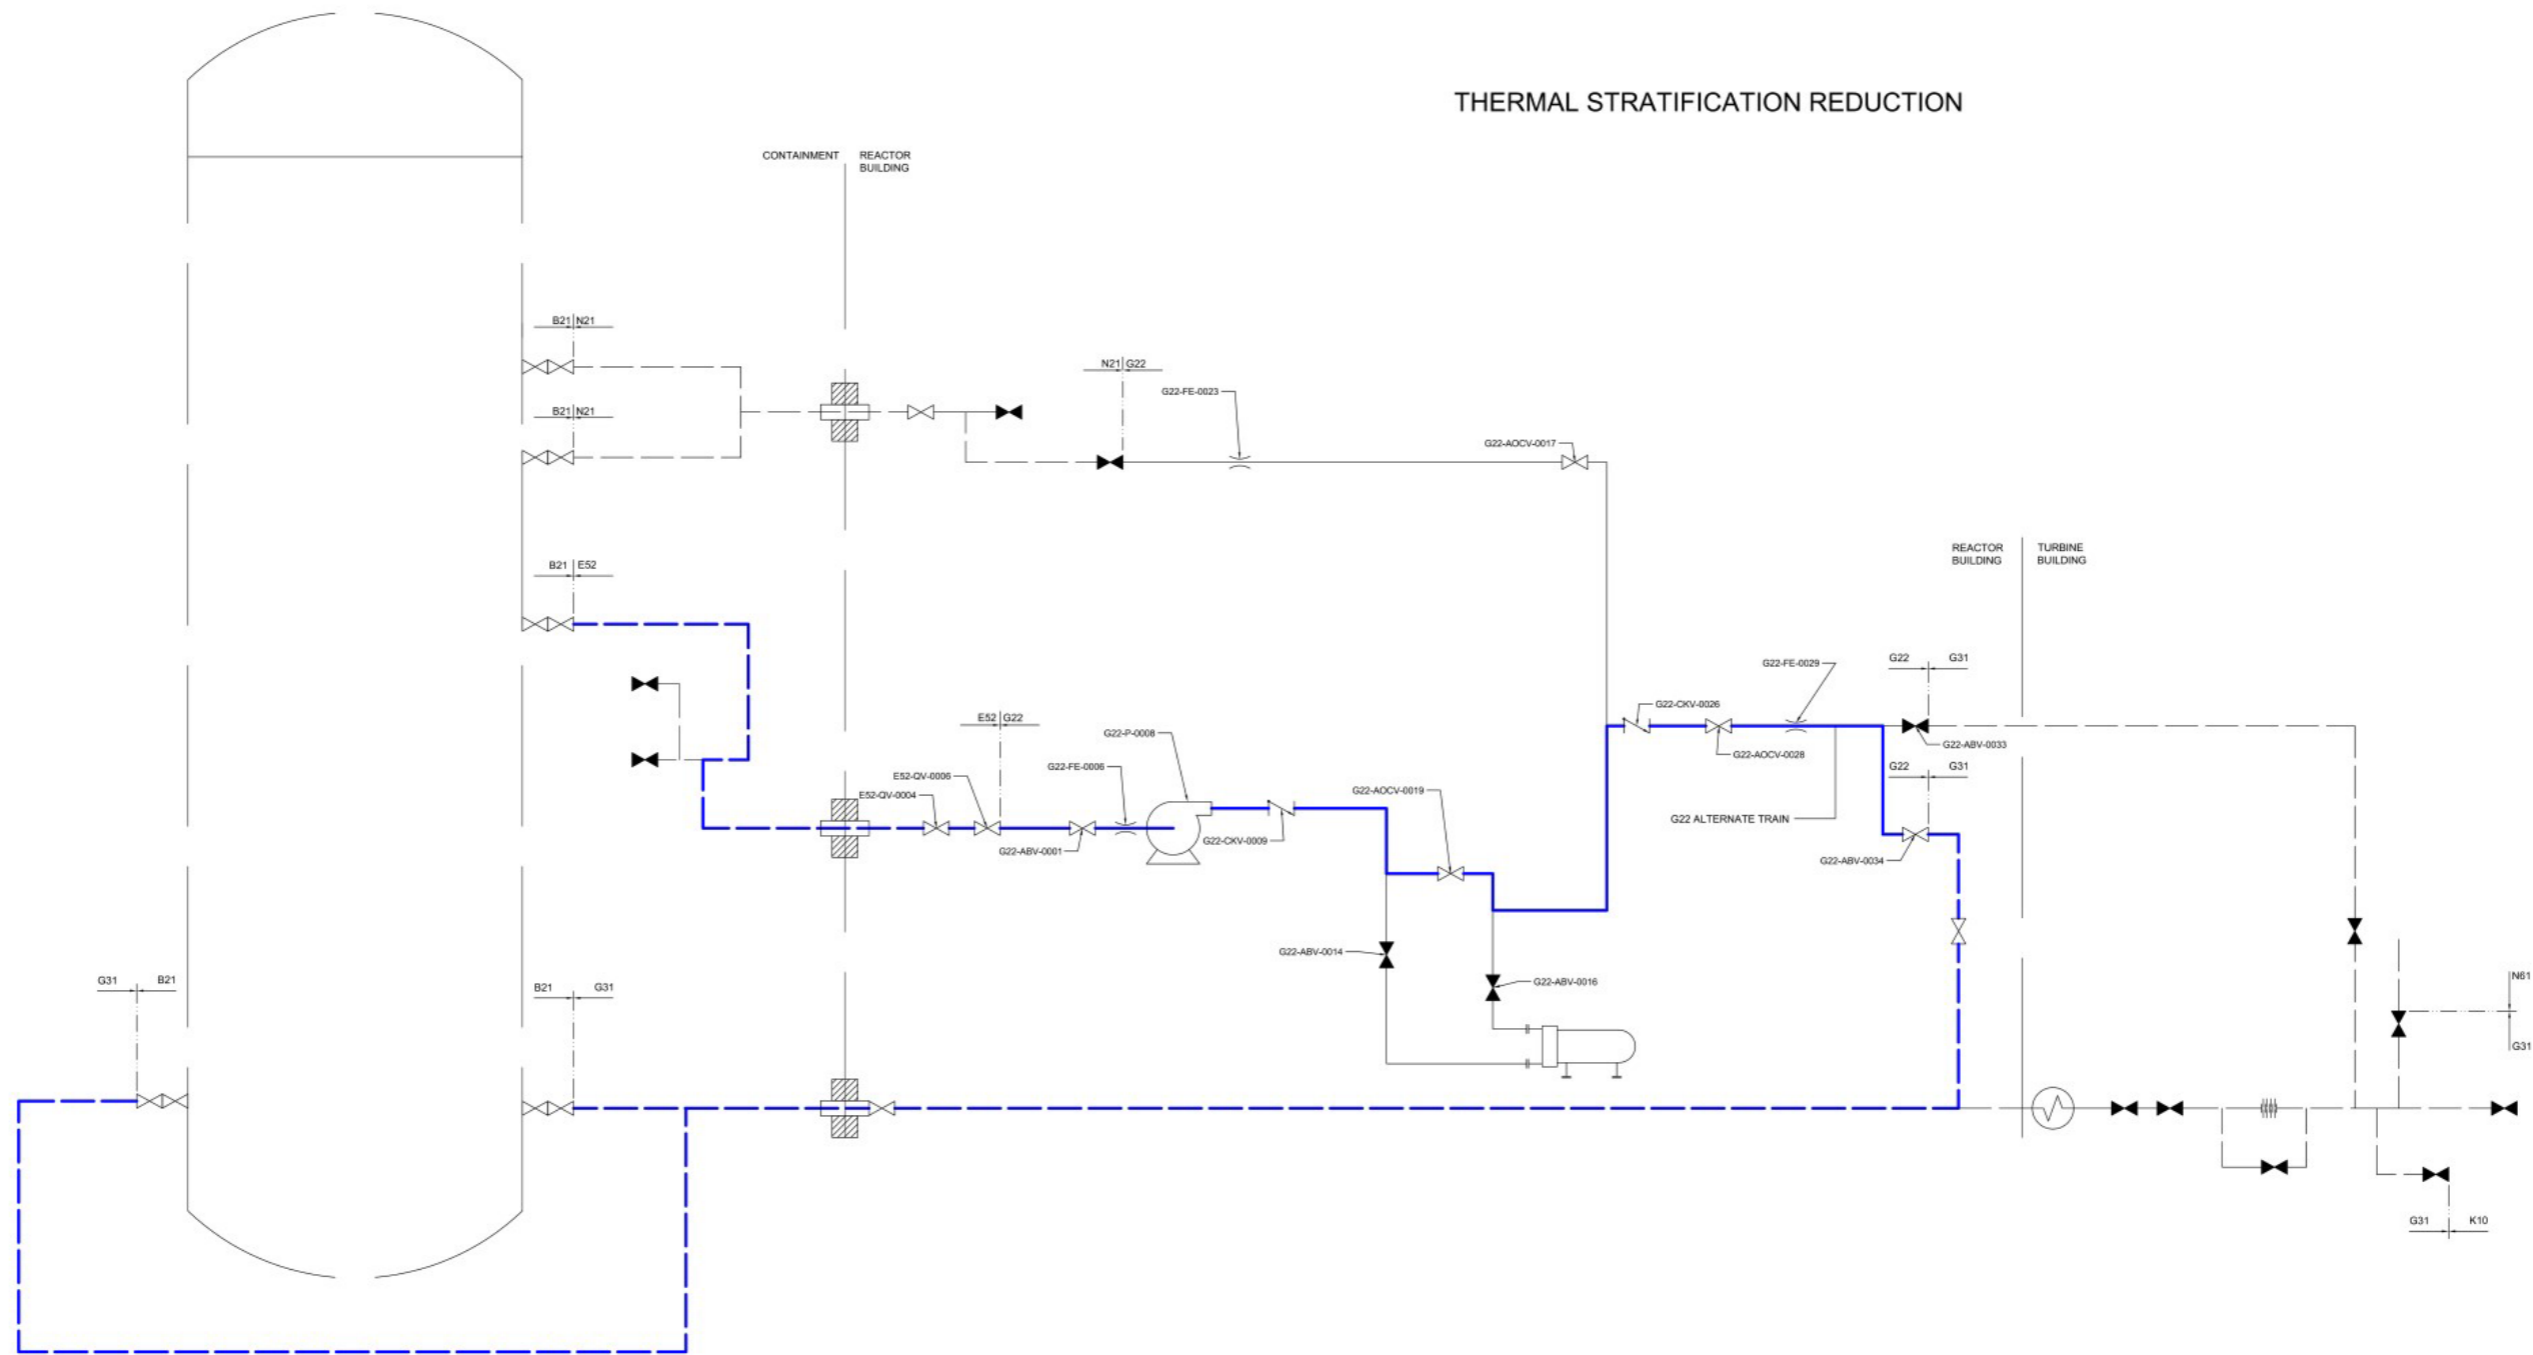 THERMAL STRATIFICATION REDUCTION
CONTAINMENT
REACTOR
BUILDING
B21 N21
N21 G22
G22-FE-0023
B21 N21
G22-AOCV-0017
REACTOR
BUILDING
TURBINE
BUILDING
B21 E52
G22-FE-0029
G22 G31
G22-CKV-0026
E52 G22
G22-P-0008
G22-ABV-0033
G22-AOCV-0028
G22-FE-0006
G22 G31
E52-QV-0006
E52-QV-0004
G22-AOCV-0019
G22 ALTERNATE TRAIN
G22-CKV-0009
G22-ABV-0001
G22-ABV-0034
G22-ABV-0014
G22-ABV-0016
G31 B21
B21 G31
N61
G31
G31 K10